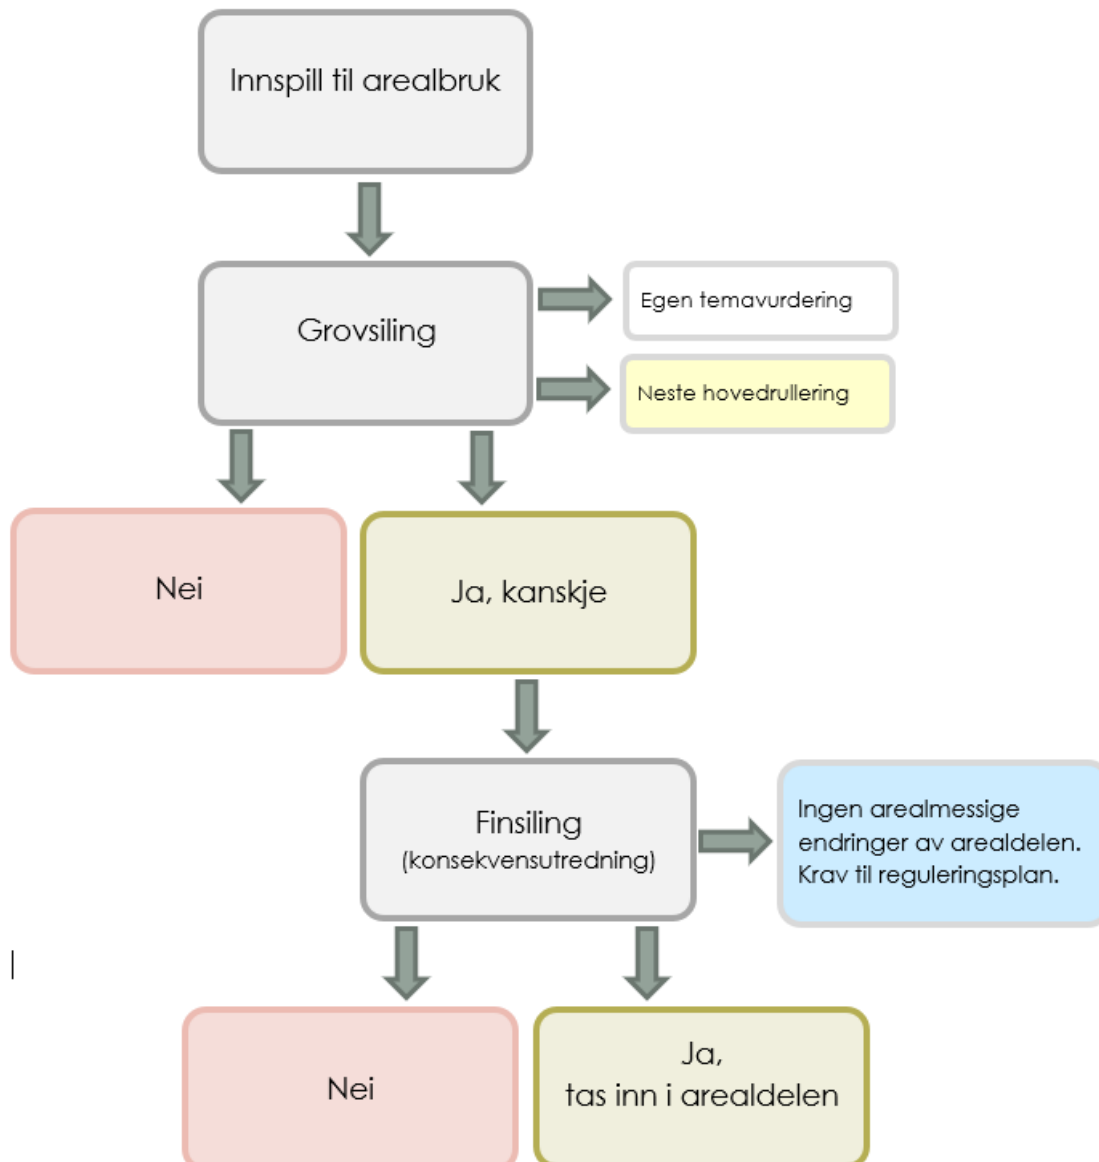 Innspill til arealbruk
Grovsiling
Egen temavurdering
Neste hovedrullering
Nei
Ja, kanskje
Finsiling
(konsekvensutredning)
Ingen arealmessige
endringer av arealdelen.
Krav til reguleringsplan.
Nei
Ja,
tas inn i arealdelen